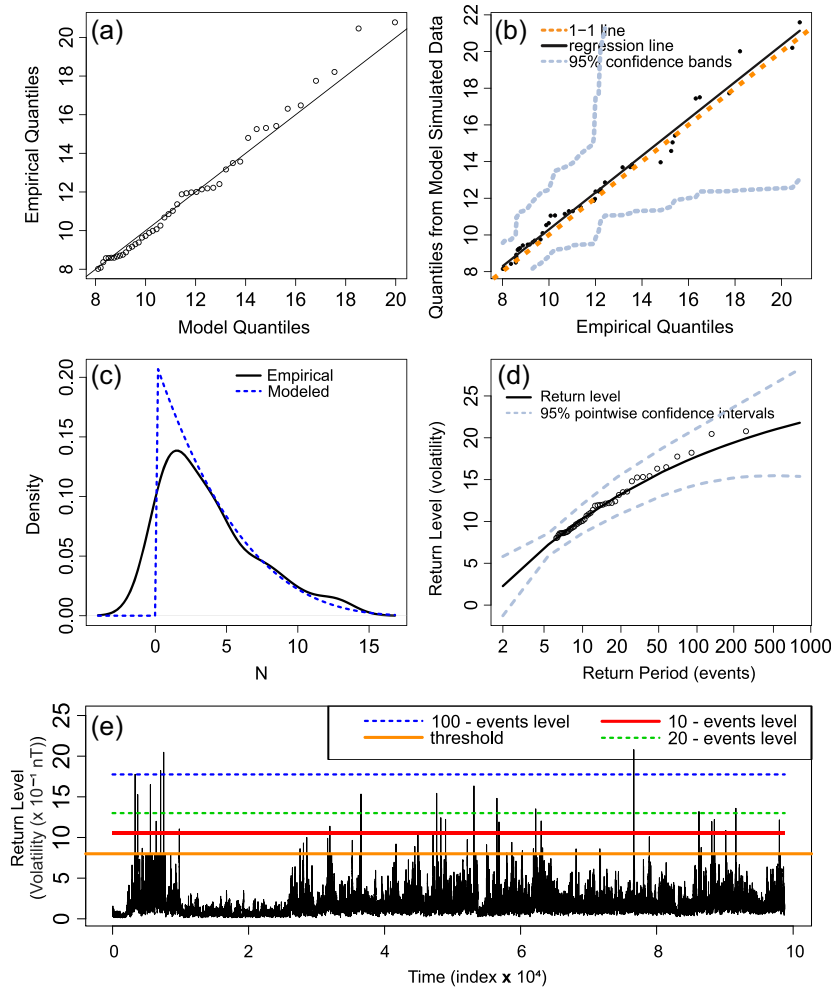 (a)
Empirical Quantiles
8 10 12 14 16 18 20
8 10 12 14 16 18 20
Model Quantiles
(b)
1−1 line
regression line
95% confidence bands
Quantiles from Model Simulated Data
8 10 12 14 16 18 20 22
8 10 12 14 16 18 20
Empirical Quantiles
(c)
Empirical
Modeled
Density
0.00 0.05 0.10 0.15 0.20
0 5 10 15
N
(d)
Return level
95% pointwise confidence intervals
Return Level (volatility)
0 5 10 15 20 25
2 5 10 20 50 100 200 500 1000
Return Period (events)
(e)
100 - events level
threshold
10 - events level
20 - events level
Return Level
(Volatility (x 10⁻¹ nT))
0 5 10 15 20 25
0 2 4 6 8 10
Time (index x 10⁴)